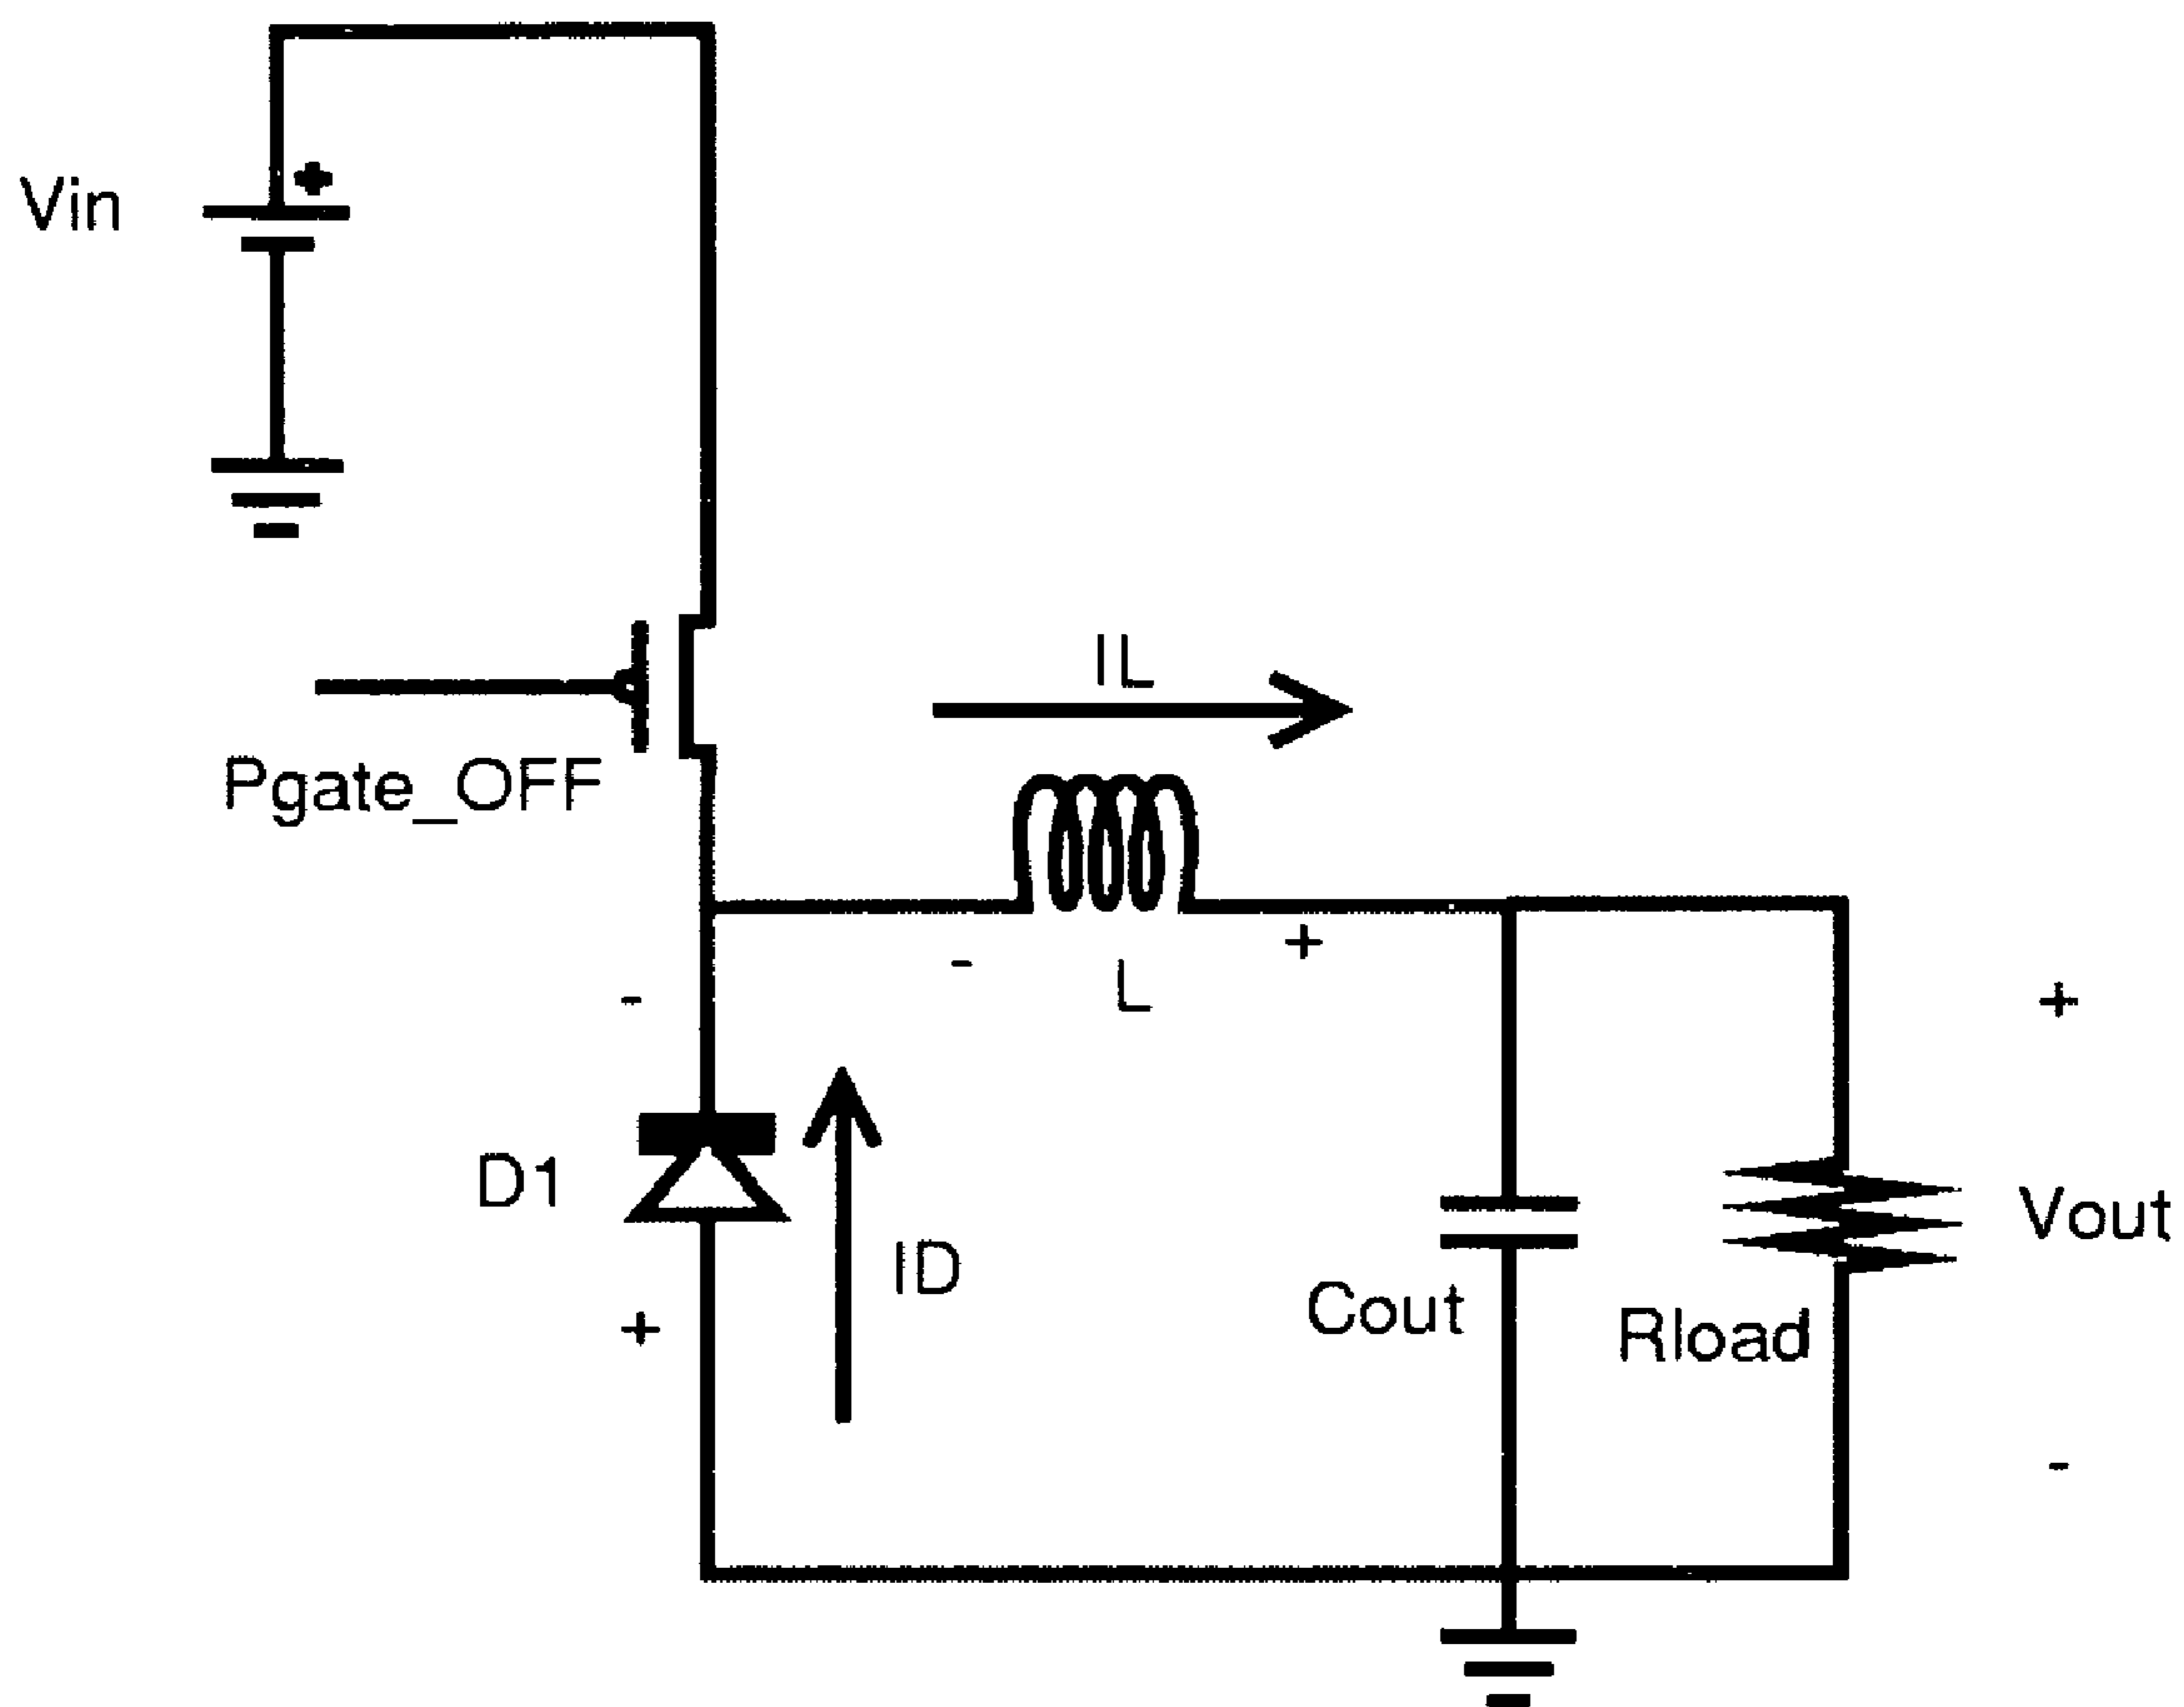 +
Vin
IL
Pgate_OFF
- +
L
-
+
D1
Vout
ID
Cout
+
Rload
-